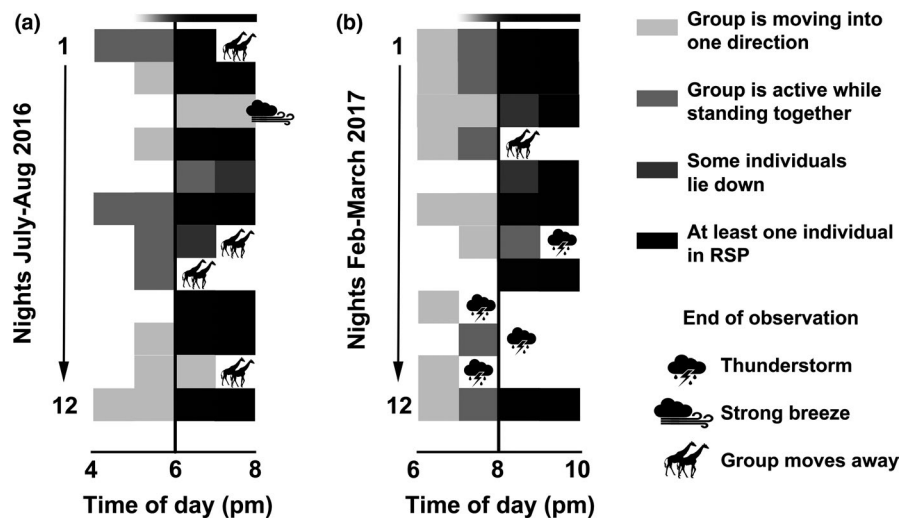 (a)
1
12
Nights July-Aug 2016
4 6 8
Time of day (pm)
(b)
1
12
Nights Feb-March 2017
6 8 10
Time of day (pm)
Group is moving into
one direction
Group is active while
standing together
Some individuals
lie down
At least one individual
in RSP
End of observation
Thunderstorm
Strong breeze
Group moves away